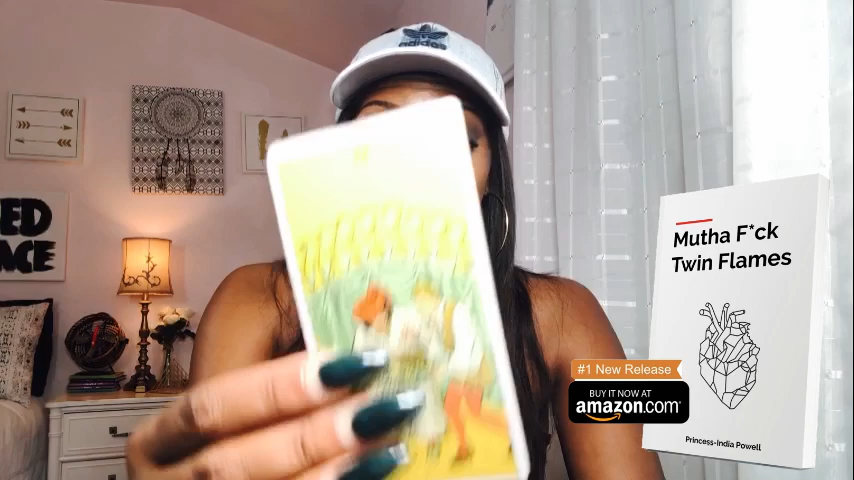 adidas
ED
ACE
Mutha F*ck
Twin Flames
#1 New Release
BUY IT NOW AT
amazon.com
Princess-India Powell